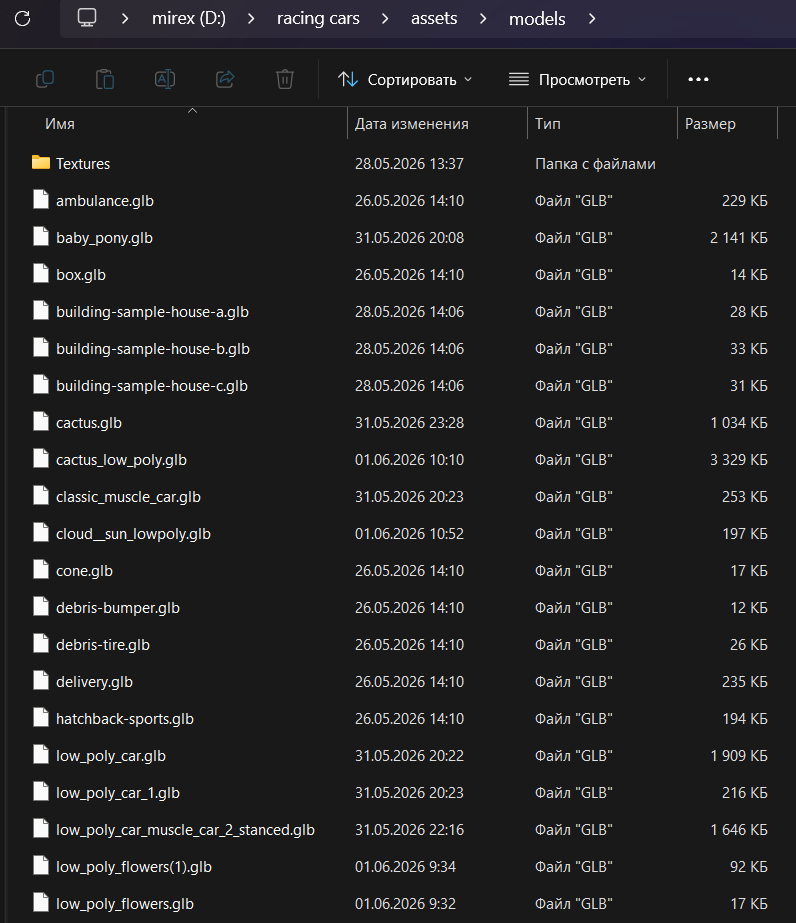 mirex (D:) racing cars assets models
Сортировать Просмотреть
Имя Дата изменения Тип Размер
Textures 28.05.2026 13:37 Папка с файлами
ambulance.glb 26.05.2026 14:10 Файл "GLB" 229 КБ
baby_pony.glb 31.05.2026 20:08 Файл "GLB" 2 141 КБ
box.glb 26.05.2026 14:10 Файл "GLB" 14 КБ
building-sample-house-a.glb 28.05.2026 14:06 Файл "GLB" 28 КБ
building-sample-house-b.glb 28.05.2026 14:06 Файл "GLB" 33 КБ
building-sample-house-c.glb 28.05.2026 14:06 Файл "GLB" 31 КБ
cactus.glb 31.05.2026 23:28 Файл "GLB" 1 034 КБ
cactus_low_poly.glb 01.06.2026 10:10 Файл "GLB" 3 329 КБ
classic_muscle_car.glb 31.05.2026 20:23 Файл "GLB" 253 КБ
cloud__sun_lowpoly.glb 01.06.2026 10:52 Файл "GLB" 197 КБ
cone.glb 26.05.2026 14:10 Файл "GLB" 17 КБ
debris-bumper.glb 26.05.2026 14:10 Файл "GLB" 12 КБ
debris-tire.glb 26.05.2026 14:10 Файл "GLB" 26 КБ
delivery.glb 26.05.2026 14:10 Файл "GLB" 235 КБ
hatchback-sports.glb 26.05.2026 14:10 Файл "GLB" 194 КБ
low_poly_car.glb 31.05.2026 20:22 Файл "GLB" 1 909 КБ
low_poly_car_1.glb 31.05.2026 20:23 Файл "GLB" 216 КБ
low_poly_car_muscle_car_2_stanced.glb 31.05.2026 22:16 Файл "GLB" 1 646 КБ
low_poly_flowers(1).glb 01.06.2026 9:34 Файл "GLB" 92 КБ
low_poly_flowers.glb 01.06.2026 9:32 Файл "GLB" 17 КБ